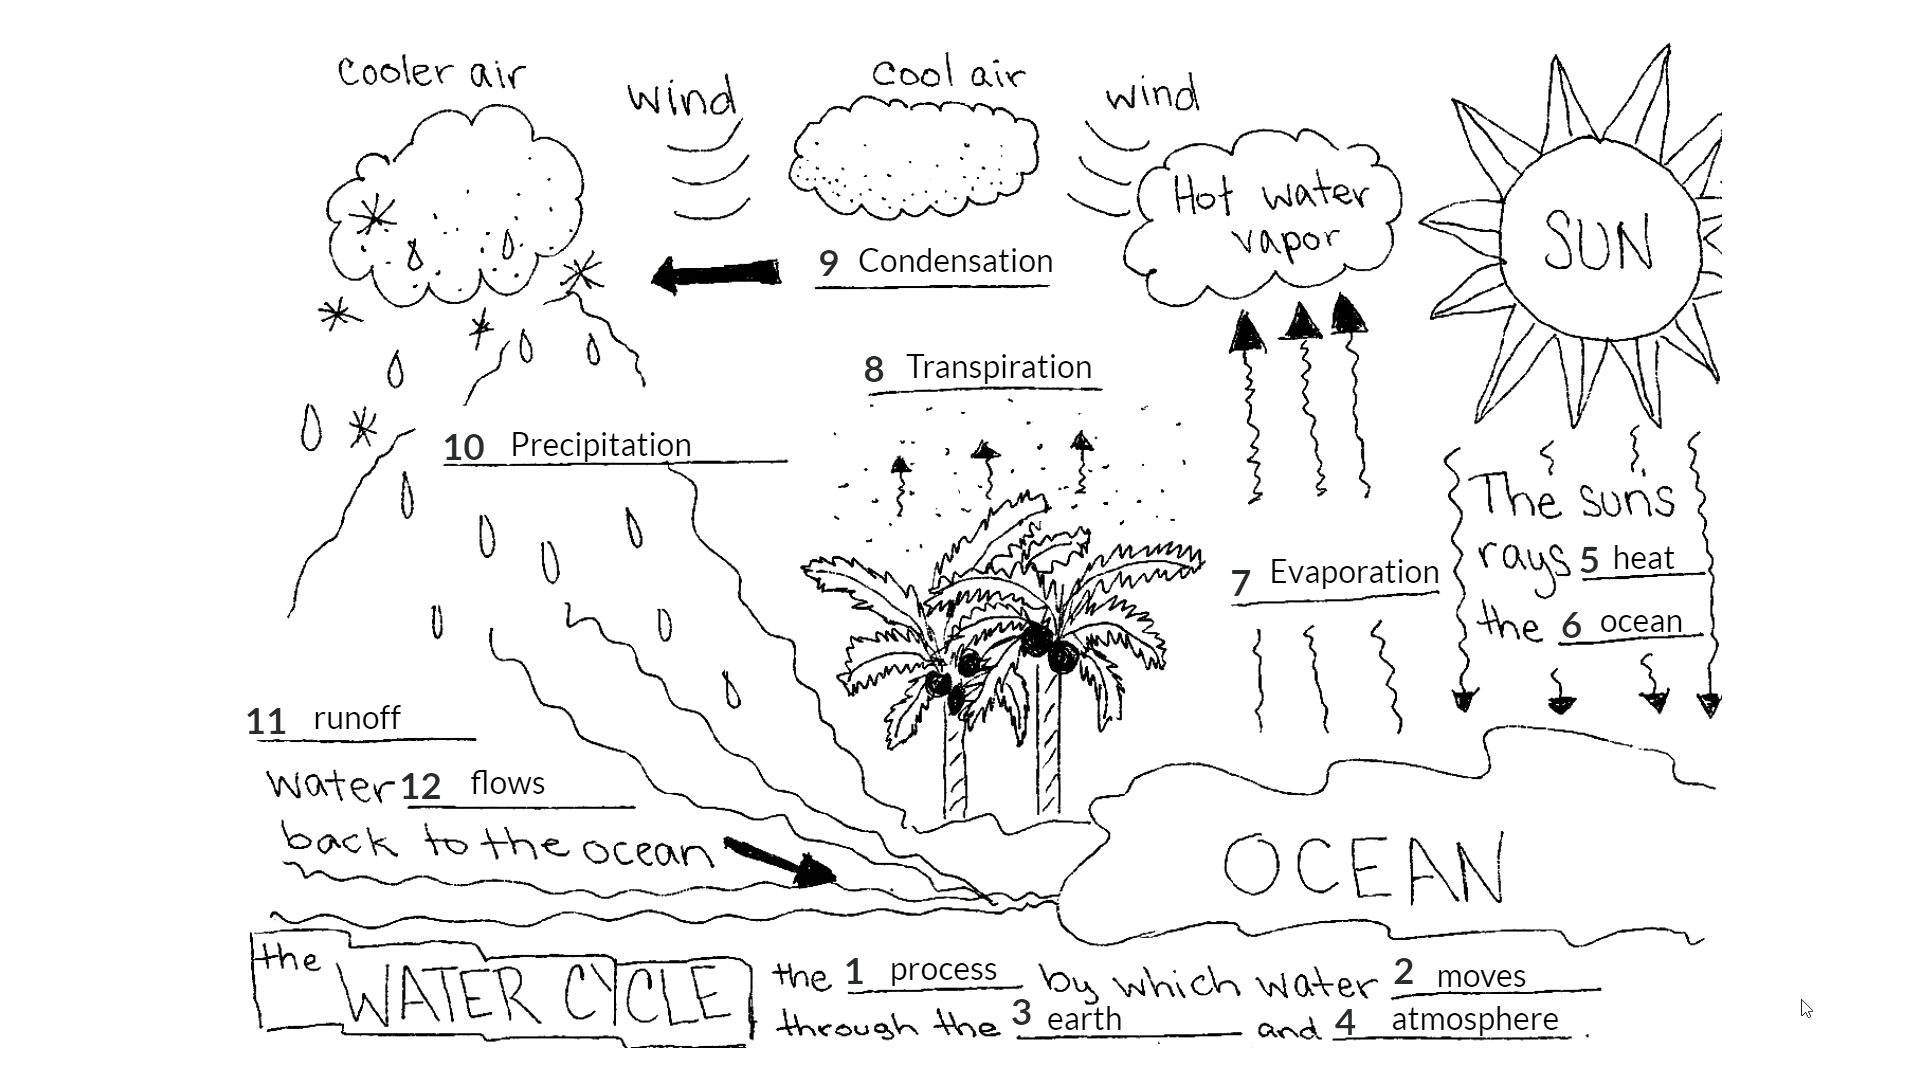 cooler air
wind
cool air
wind
Hot water
vapor
SUN
9 Condensation
8 Transpiration
10 Precipitation
7 Evaporation
The suns
rays 5 heat
the 6 ocean
11 runoff
water 12 flows
back to the ocean
OCEAN
the
WATER CYCLE
the 1 process by which water 2 moves
through the 3 earth and 4 atmosphere.